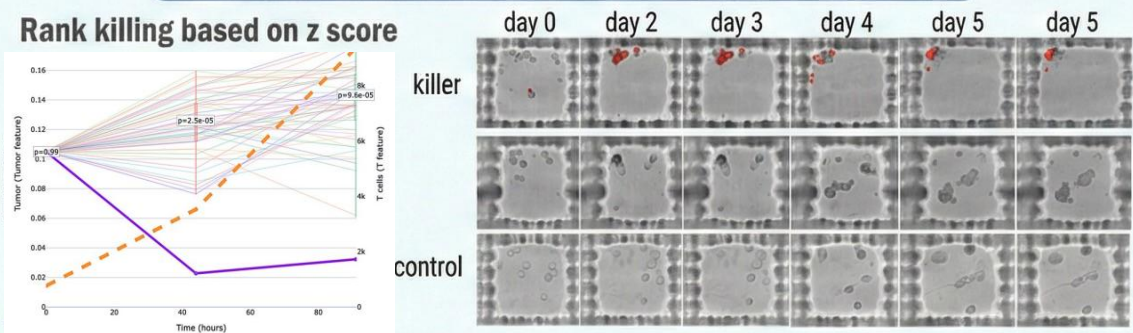 Rank killing based on z score
day 0 day 2 day 3 day 4 day 5 day 5
killer
control
Tumor (Tumor feature)
0.16
0.14
0.12
0.1
0.08
0.06
0.04
0.02
0
p=0.99
p=2.5e-05
p=9.6e-05
8k
6k
4k
2k
0
T cells (T feature)
0 20 40 60 80
Time (hours)